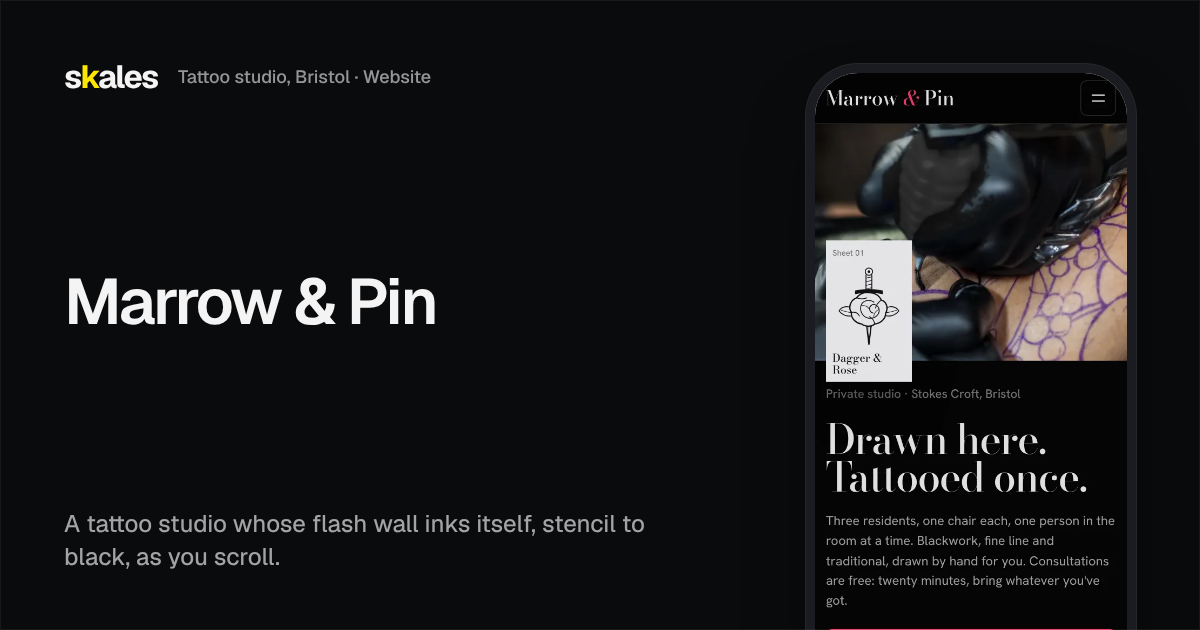 skales
Tattoo studio, Bristol · Website
Marrow & Pin
A tattoo studio whose flash wall inks itself, stencil to
black, as you scroll.
Marrow & Pin
Sheet 01
Dagger &
Rose
Private studio · Stokes Croft, Bristol
Drawn here.
Tattooed once.
Three residents, one chair each, one person in the
room at a time. Blackwork, fine line and
traditional, drawn by hand for you. Consultations
are free: twenty minutes, bring whatever you've
got.